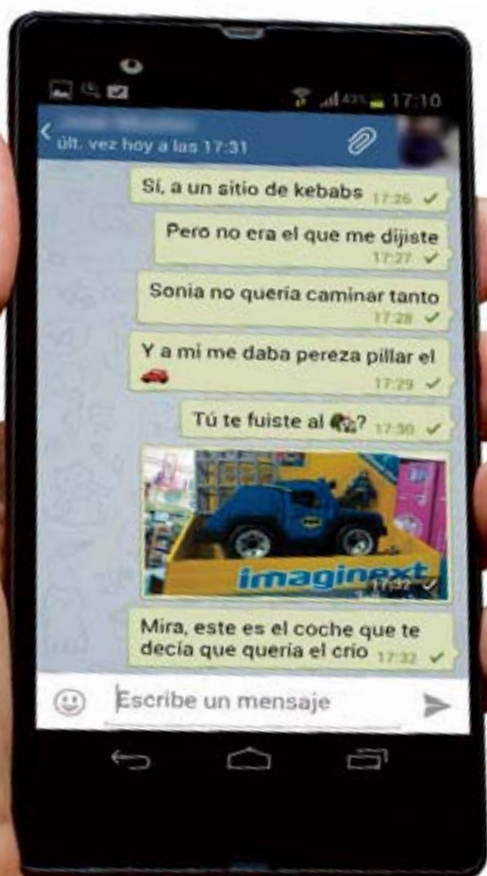 43% 17:10
últ. vez hoy a las 17:31
Sí, a un sitio de kebabs 17:26
Pero no era el que me dijiste
17:27
Sonia no quería caminar tanto
17:28
Y a mi me daba pereza pillar el
17:29
Tú te fuiste al ? 17:30
imaginext
17:32
Mira, este es el coche que te
decía que quería el crío 17:32
Escribe un mensaje